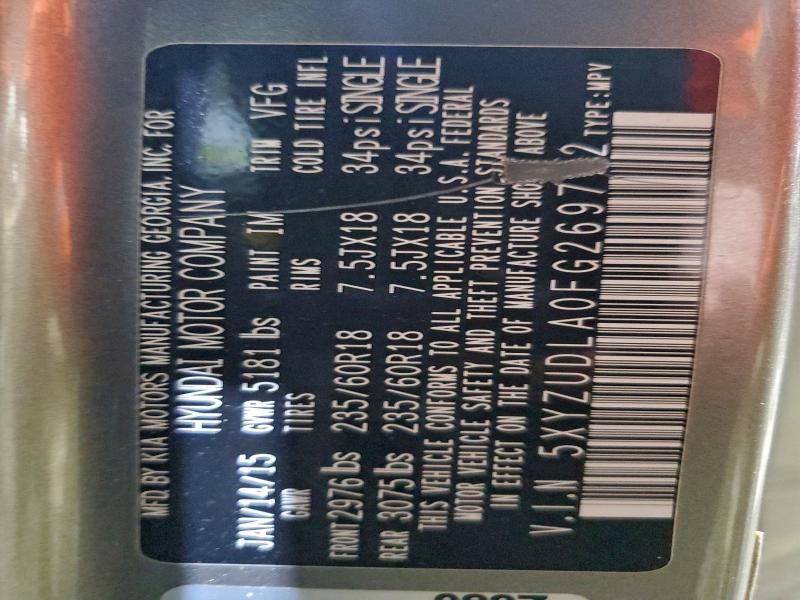 MFD BY KIA MOTORS MANUFACTURING GEORGIA, INC. FOR
HYUNDAI MOTOR COMPANY
JAN/14/15 GVWR 5181 lbs PAINT IM TRIM VFG
GAWR TIRES RIMS COLD TIRE INFL
FRONT 2976 lbs 235/60R18 7.5JX18 34psi SINGLE
REAR 3075 lbs 235/60R18 7.5JX18 34psi SINGLE
THIS VEHICLE CONFORMS TO ALL APPLICABLE U.S.A. FEDERAL
MOTOR VEHICLE SAFETY AND THEFT PREVENTION STANDARDS
IN EFFECT ON THE DATE OF MANUFACTURE ABOVE
V.I.N TYPE:MPV